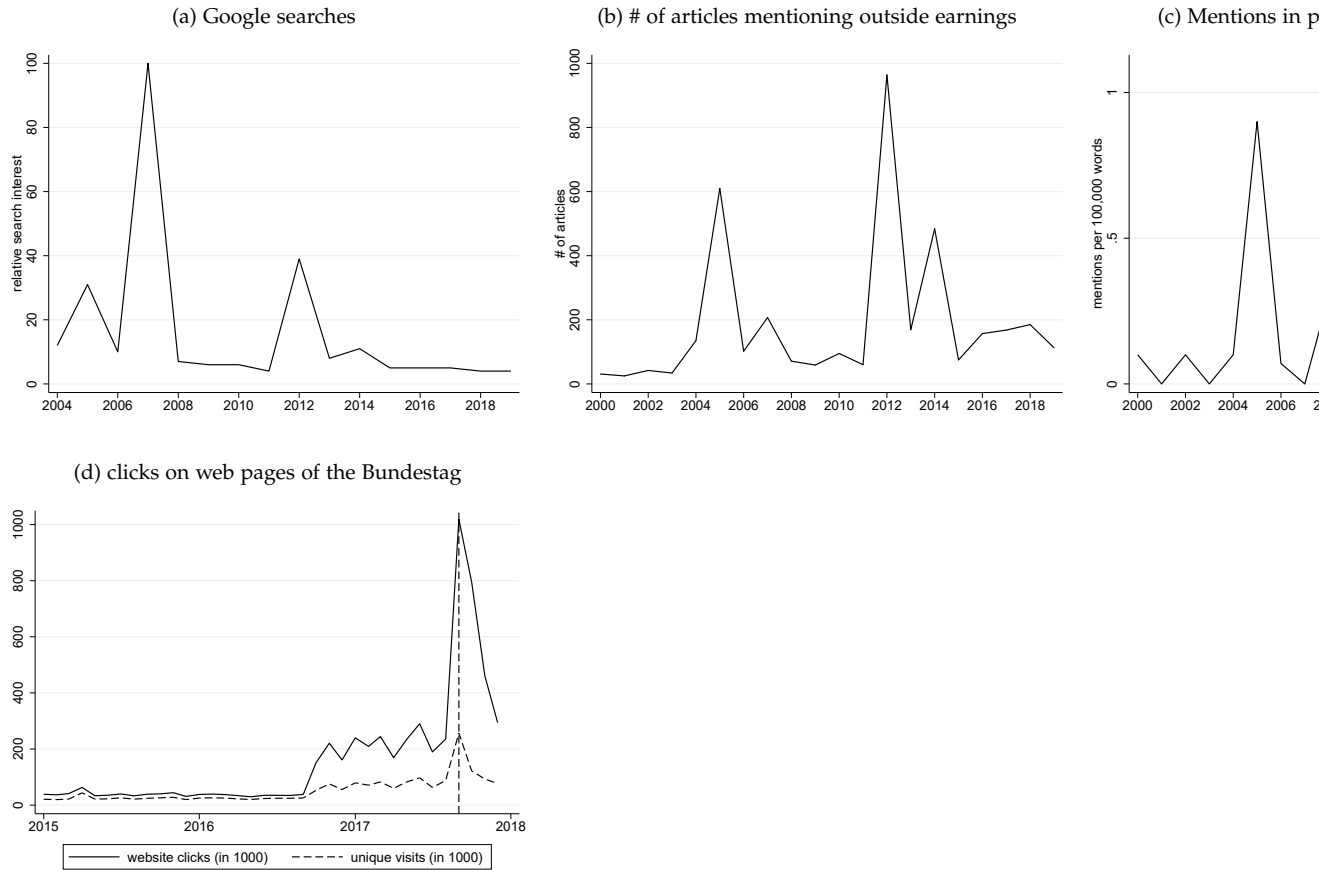 (a) Google searches
relative search interest
0 20 40 60 80 100
2004 2006 2008 2010 2012 2014 2016 2018
(b) # of articles mentioning outside earnings
# of articles
0 200 400 600 800 1000
2000 2002 2004 2006 2008 2010 2012 2014 2016 2018
(c) Mentions in p
mentions per 100,000 words
0 .5 1
2000 2002 2004 2006 2
(d) clicks on web pages of the Bundestag
0 200 400 600 800 1000
2015 2016 2017 2018
website clicks (in 1000) unique visits (in 1000)